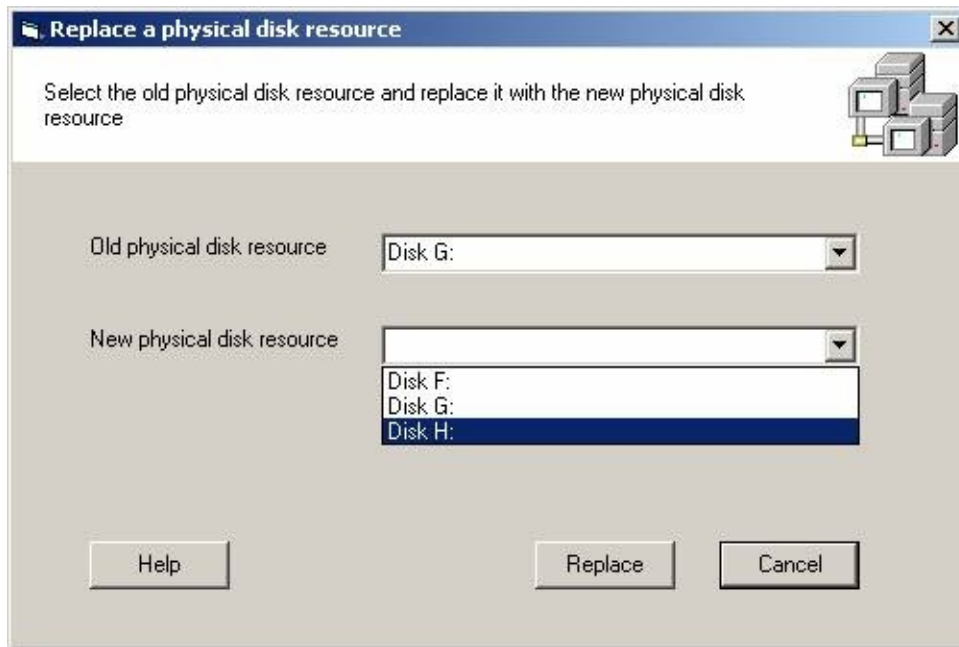 Replace a physical disk resource
Select the old physical disk resource and replace it with the new physical disk
resource
Old physical disk resource
Disk G:
New physical disk resource
Disk F:
Disk G:
Disk H:
Help
Replace
Cancel